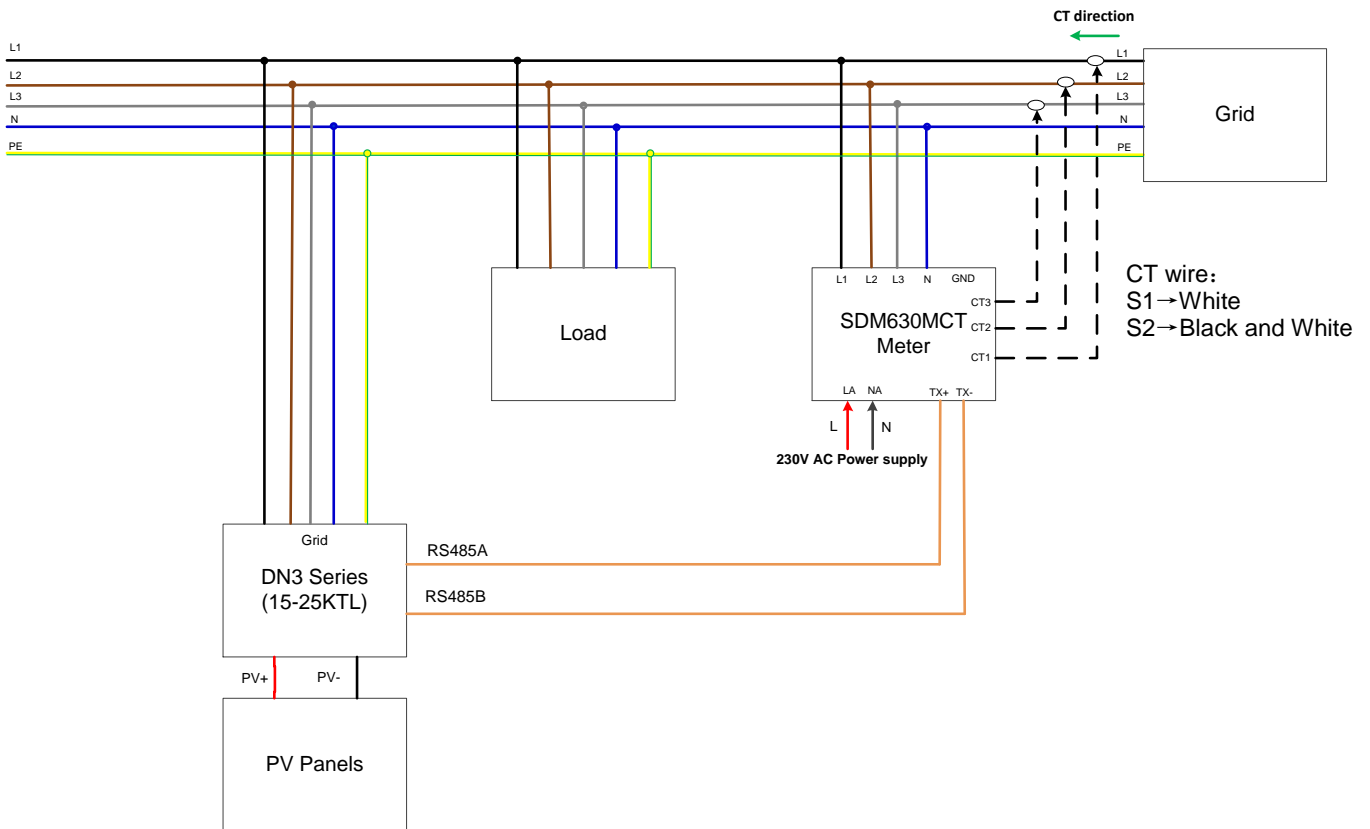 CT direction
L1
L1
L2
L2
L3
L3
N
N
PE
PE
Grid
L1 L2 L3 N GND
CT3
CT2
CT1
SDM630MCT
Meter
LA NA TX+ TX-
L N
230V AC Power supply
CT wire：
S1→White
S2→Black and White
Load
Grid
DN3 Series
(15-25KTL)
RS485A
RS485B
PV+ PV-
PV Panels